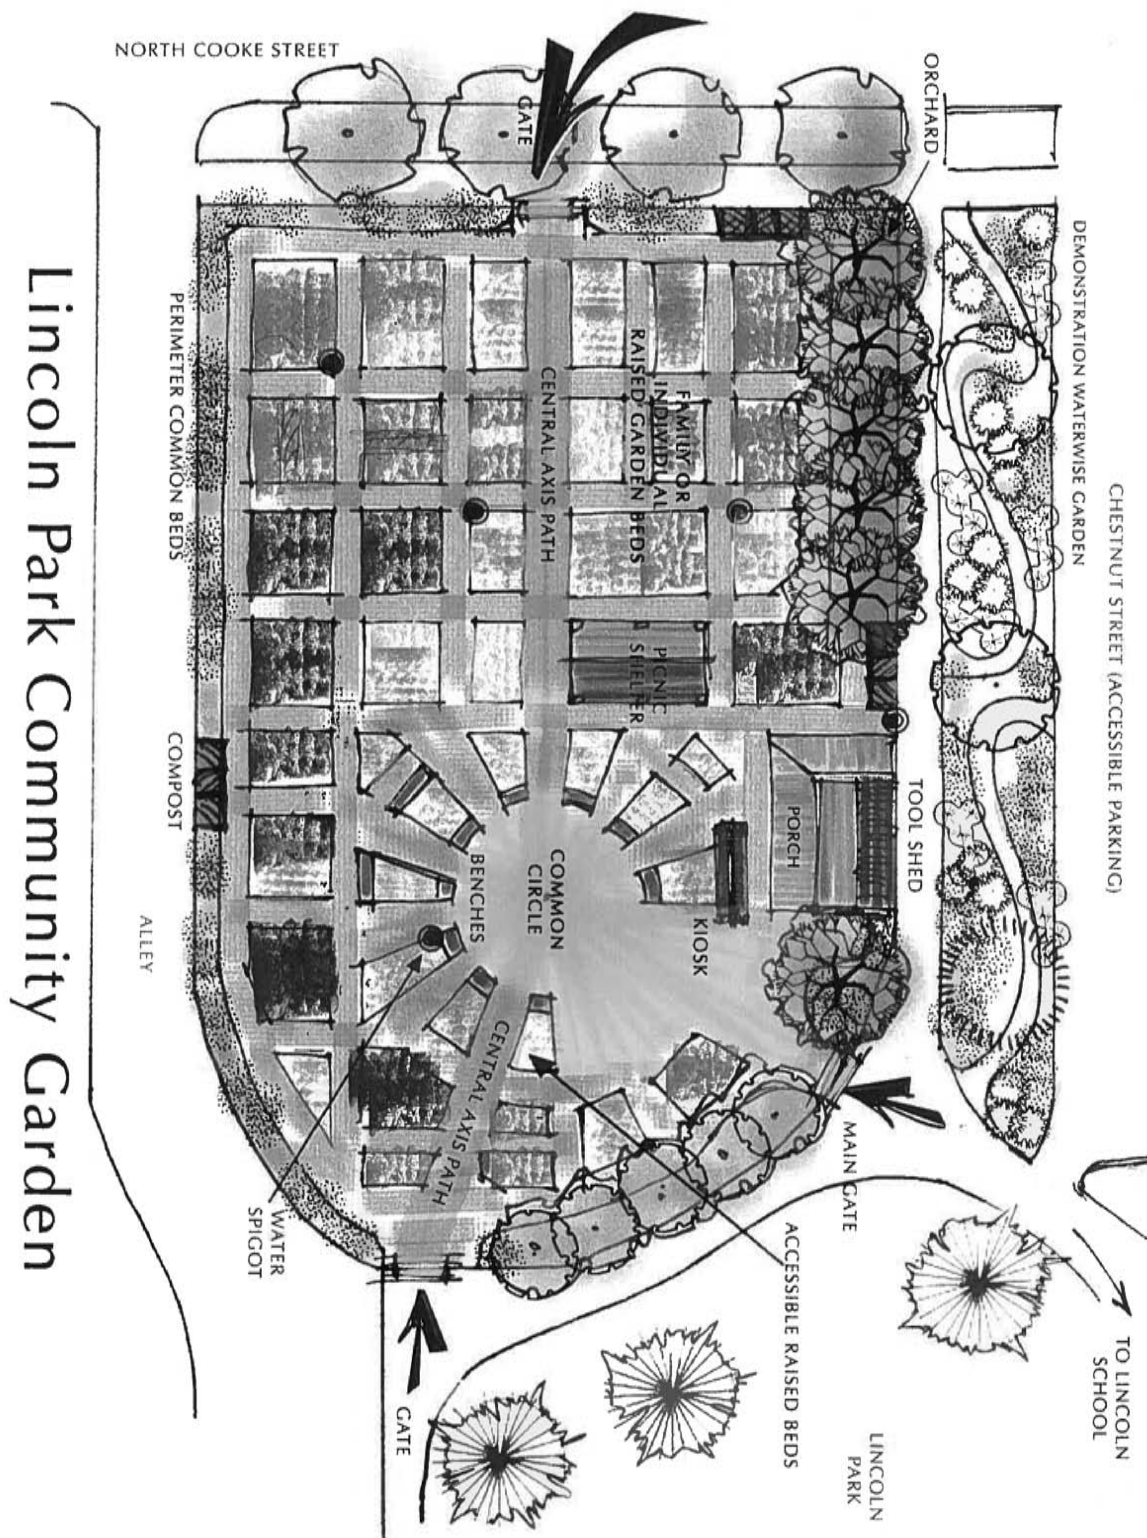 NORTH COOKE STREET
GATE
ORCHARD
DEMONSTRATION WATERWISE GARDEN
CHESTNUT STREET (ACCESSIBLE PARKING)
PERIMETER COMMON BEDS
CENTRAL AXIS PATH
FAMILY OR
INDIVIDUAL
RAISED GARDEN BEDS
PICNIC
SHELTER
COMPOST
TOOL SHED
PORCH
BENCHES
COMMON
CIRCLE
KIOSK
ALLEY
CENTRAL AXIS PATH
MAIN GATE
WATER
SPIGOT
ACCESSIBLE RAISED BEDS
GATE
TO LINCOLN
SCHOOL
LINCOLN
PARK
Lincoln Park Community Garden